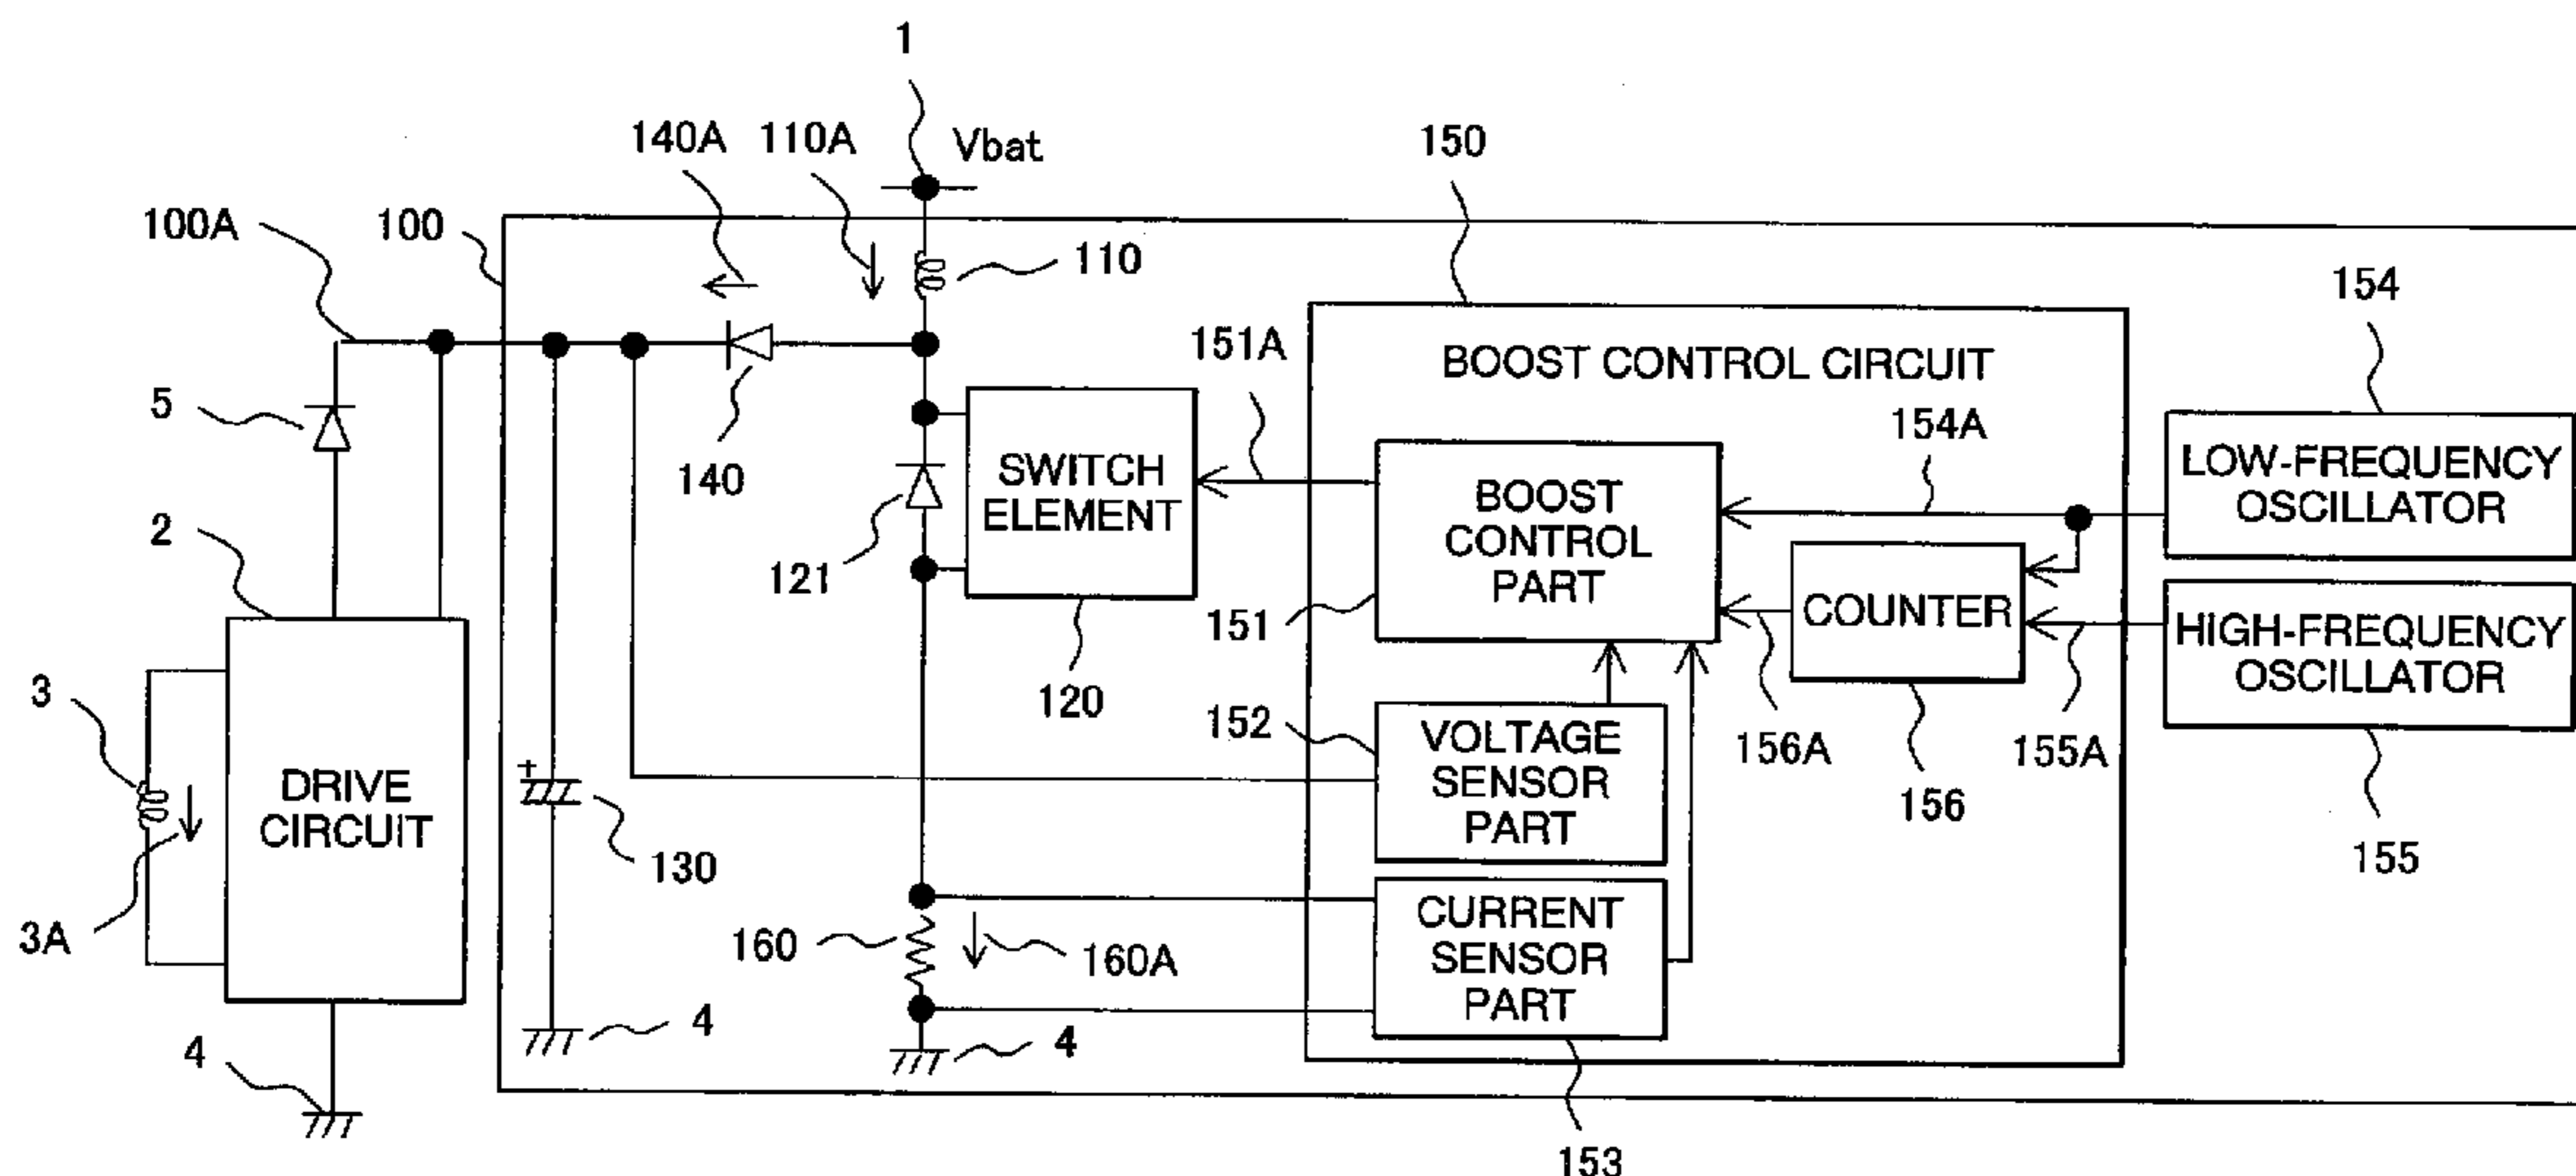 1
Vbat
140A
110A
150
100A
100
110
154
151A
BOOST CONTROL CIRCUIT
5
140
154A
LOW-FREQUENCY
OSCILLATOR
SWITCH
ELEMENT
BOOST
CONTROL
PART
2
121
151
COUNTER
HIGH-FREQUENCY
OSCILLATOR
120
3
152
VOLTAGE
SENSOR
PART
156A
155A
156
155
DRIVE
CIRCUIT
+
130
3A
160
160A
CURRENT
SENSOR
PART
4
4
4
153